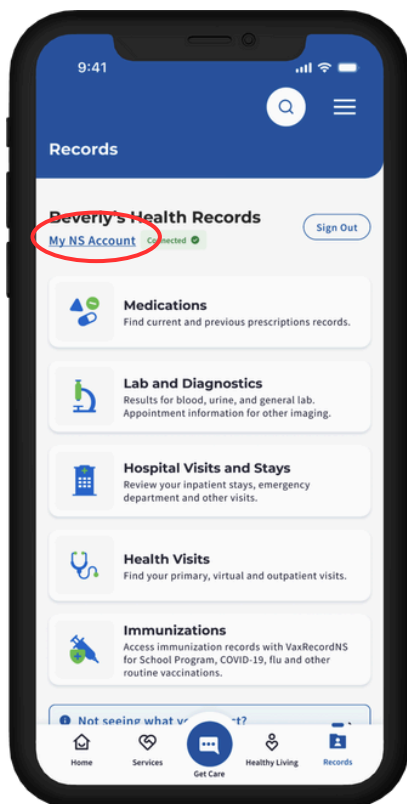 9:41
Records
Beverly's Health Records
Sign Out
My NS Account
Connected
Medications
Find current and previous prescriptions records.
Lab and Diagnostics
Results for blood, urine, and general lab.
Appointment information for other imaging.
Hospital Visits and Stays
Review your inpatient stays, emergency
department and other visits.
Health Visits
Find your primary, virtual and outpatient visits.
Immunizations
Access immunization records with VaxRecordNS
for School Program, COVID-19, flu and other
routine vaccinations.
Not seeing what
Home
Services
Get Care
Healthy Living
Records